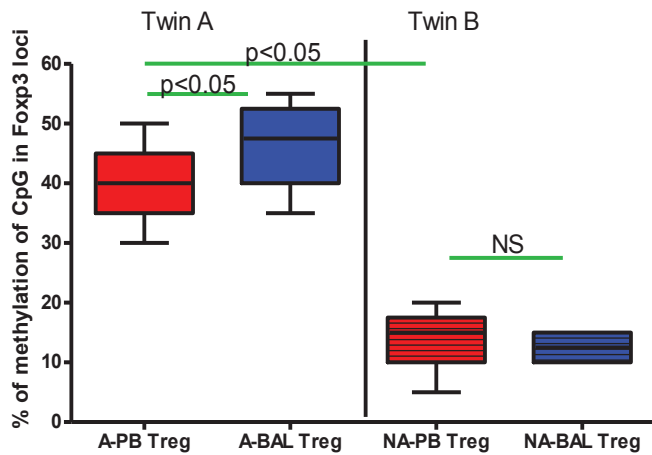 Twin A Twin B
% of methylation of CpG in Foxp3 loci
60
50
40
30
20
10
0
p<0.05
p<0.05
NS
A-PB Treg A-BAL Treg NA-PB Treg NA-BAL Treg